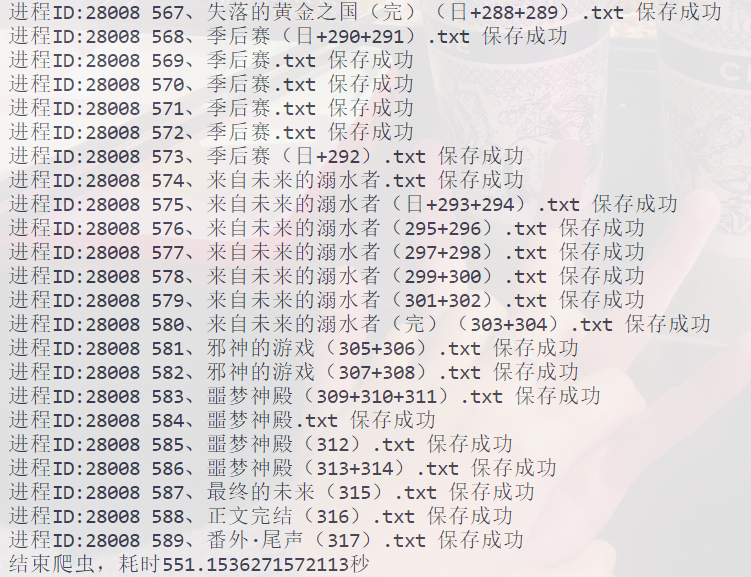 进程ID:28008 567、失落的黄金之国（完）（日+288+289）.txt 保存成功
进程ID:28008 568、季后赛（日+290+291）.txt 保存成功
进程ID:28008 569、季后赛.txt 保存成功
进程ID:28008 570、季后赛.txt 保存成功
进程ID:28008 571、季后赛.txt 保存成功
进程ID:28008 572、季后赛.txt 保存成功
进程ID:28008 573、季后赛（日+292）.txt 保存成功
进程ID:28008 574、来自未来的溺水者.txt 保存成功
进程ID:28008 575、来自未来的溺水者（日+293+294）.txt 保存成功
进程ID:28008 576、来自未来的溺水者（295+296）.txt 保存成功
进程ID:28008 577、来自未来的溺水者（297+298）.txt 保存成功
进程ID:28008 578、来自未来的溺水者（299+300）.txt 保存成功
进程ID:28008 579、来自未来的溺水者（301+302）.txt 保存成功
进程ID:28008 580、来自未来的溺水者（完）（303+304）.txt 保存成功
进程ID:28008 581、邪神的游戏（305+306）.txt 保存成功
进程ID:28008 582、邪神的游戏（307+308）.txt 保存成功
进程ID:28008 583、噩梦神殿（309+310+311）.txt 保存成功
进程ID:28008 584、噩梦神殿.txt 保存成功
进程ID:28008 585、噩梦神殿（312）.txt 保存成功
进程ID:28008 586、噩梦神殿（313+314）.txt 保存成功
进程ID:28008 587、最终的未来（315）.txt 保存成功
进程ID:28008 588、正文完结（316）.txt 保存成功
进程ID:28008 589、番外·尾声（317）.txt 保存成功
结束爬虫，耗时551.1536271572113秒